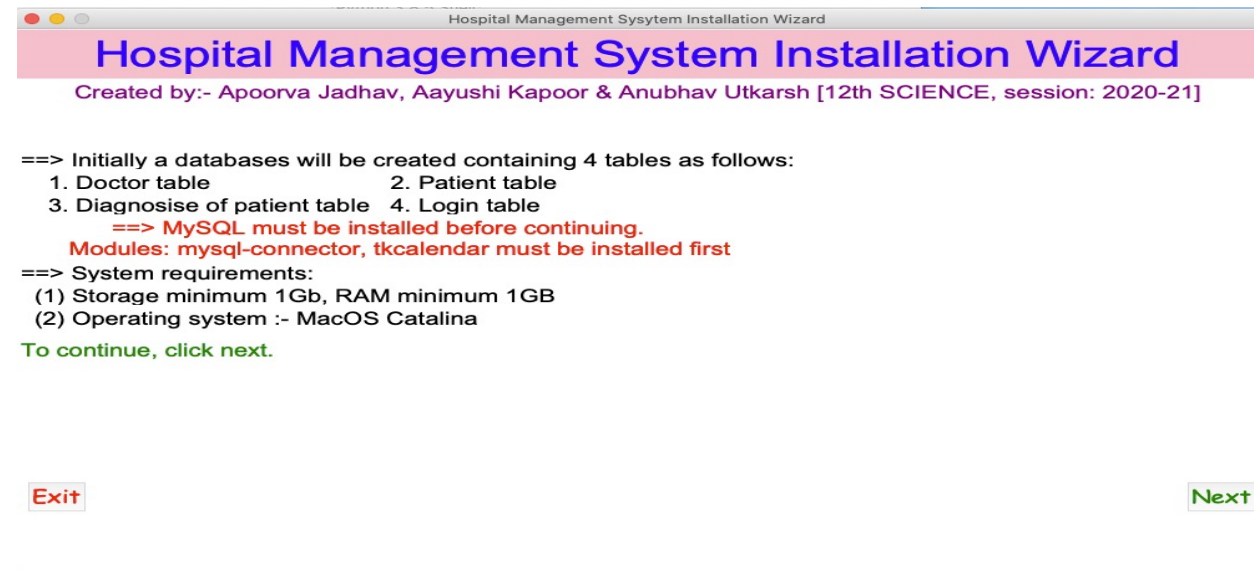 Hospital Management Sysytem Installation Wizard
Hospital Management System Installation Wizard
Created by:- Apoorva Jadhav, Aayushi Kapoor & Anubhav Utkarsh [12th SCIENCE, session: 2020-21]
==> Initially a databases will be created containing 4 tables as follows:
1. Doctor table 2. Patient table
3. Diagnosise of patient table 4. Login table
==> MySQL must be installed before continuing.
Modules: mysql-connector, tkcalendar must be installed first
==> System requirements:
(1) Storage minimum 1Gb, RAM minimum 1GB
(2) Operating system :- MacOS Catalina
To continue, click next.
Exit Next